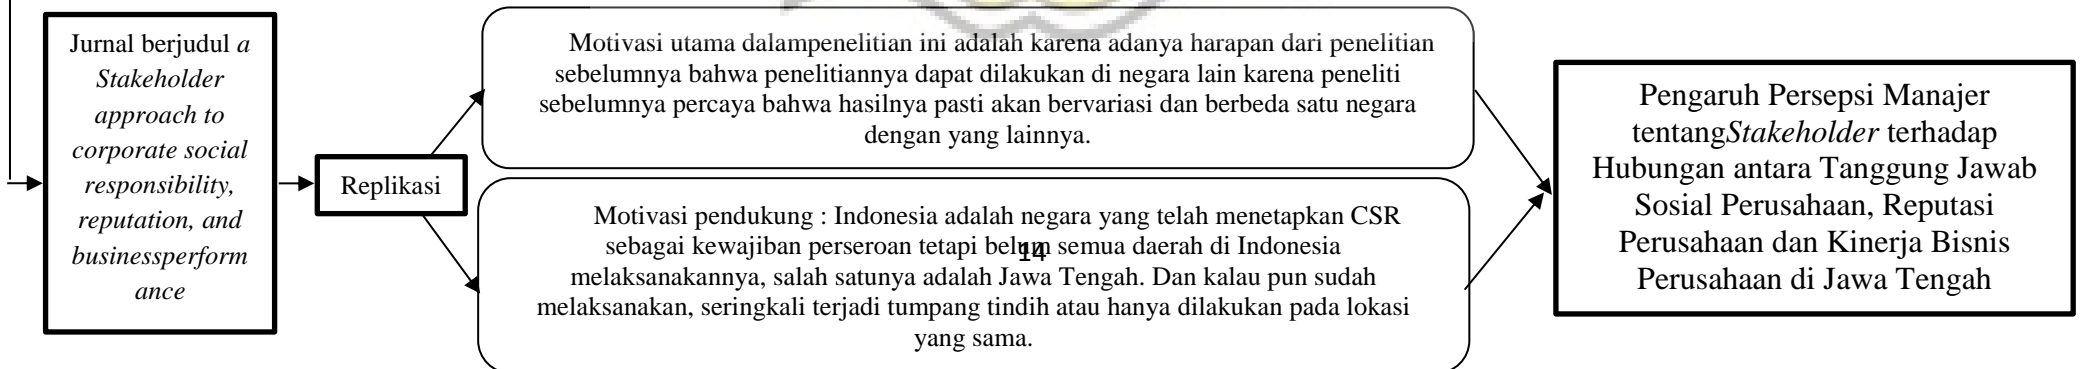 Jurnal berjudul a
Stakeholder
approach to
corporate social
responsibility,
reputation, and
businessperform
ance
Replikasi
Motivasi utama dalampenelitian ini adalah karena adanya harapan dari penelitian
sebelumnya bahwa penelitiannya dapat dilakukan di negara lain karena peneliti
sebelumnya percaya bahwa hasilnya pasti akan bervariasi dan berbeda satu negara
dengan yang lainnya.
Motivasi pendukung : Indonesia adalah negara yang telah menetapkan CSR
sebagai kewajiban perseroan tetapi belum semua daerah di Indonesia
14
melaksanakannya, salah satunya adalah Jawa Tengah. Dan kalau pun sudah
melaksanakan, seringkali terjadi tumpang tindih atau hanya dilakukan pada lokasi
yang sama.
Pengaruh Persepsi Manajer
tentangStakeholder terhadap
Hubungan antara Tanggung Jawab
Sosial Perusahaan, Reputasi
Perusahaan dan Kinerja Bisnis
Perusahaan di Jawa Tengah